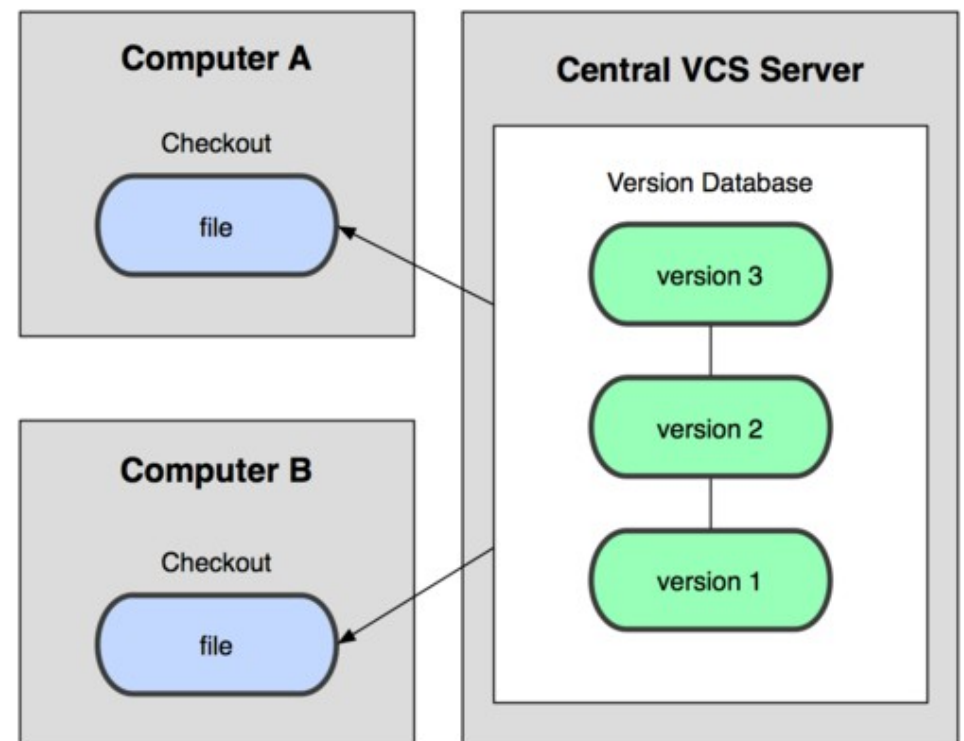 Computer A
Checkout
file
Computer B
Checkout
file
Central VCS Server
Version Database
version 3
version 2
version 1